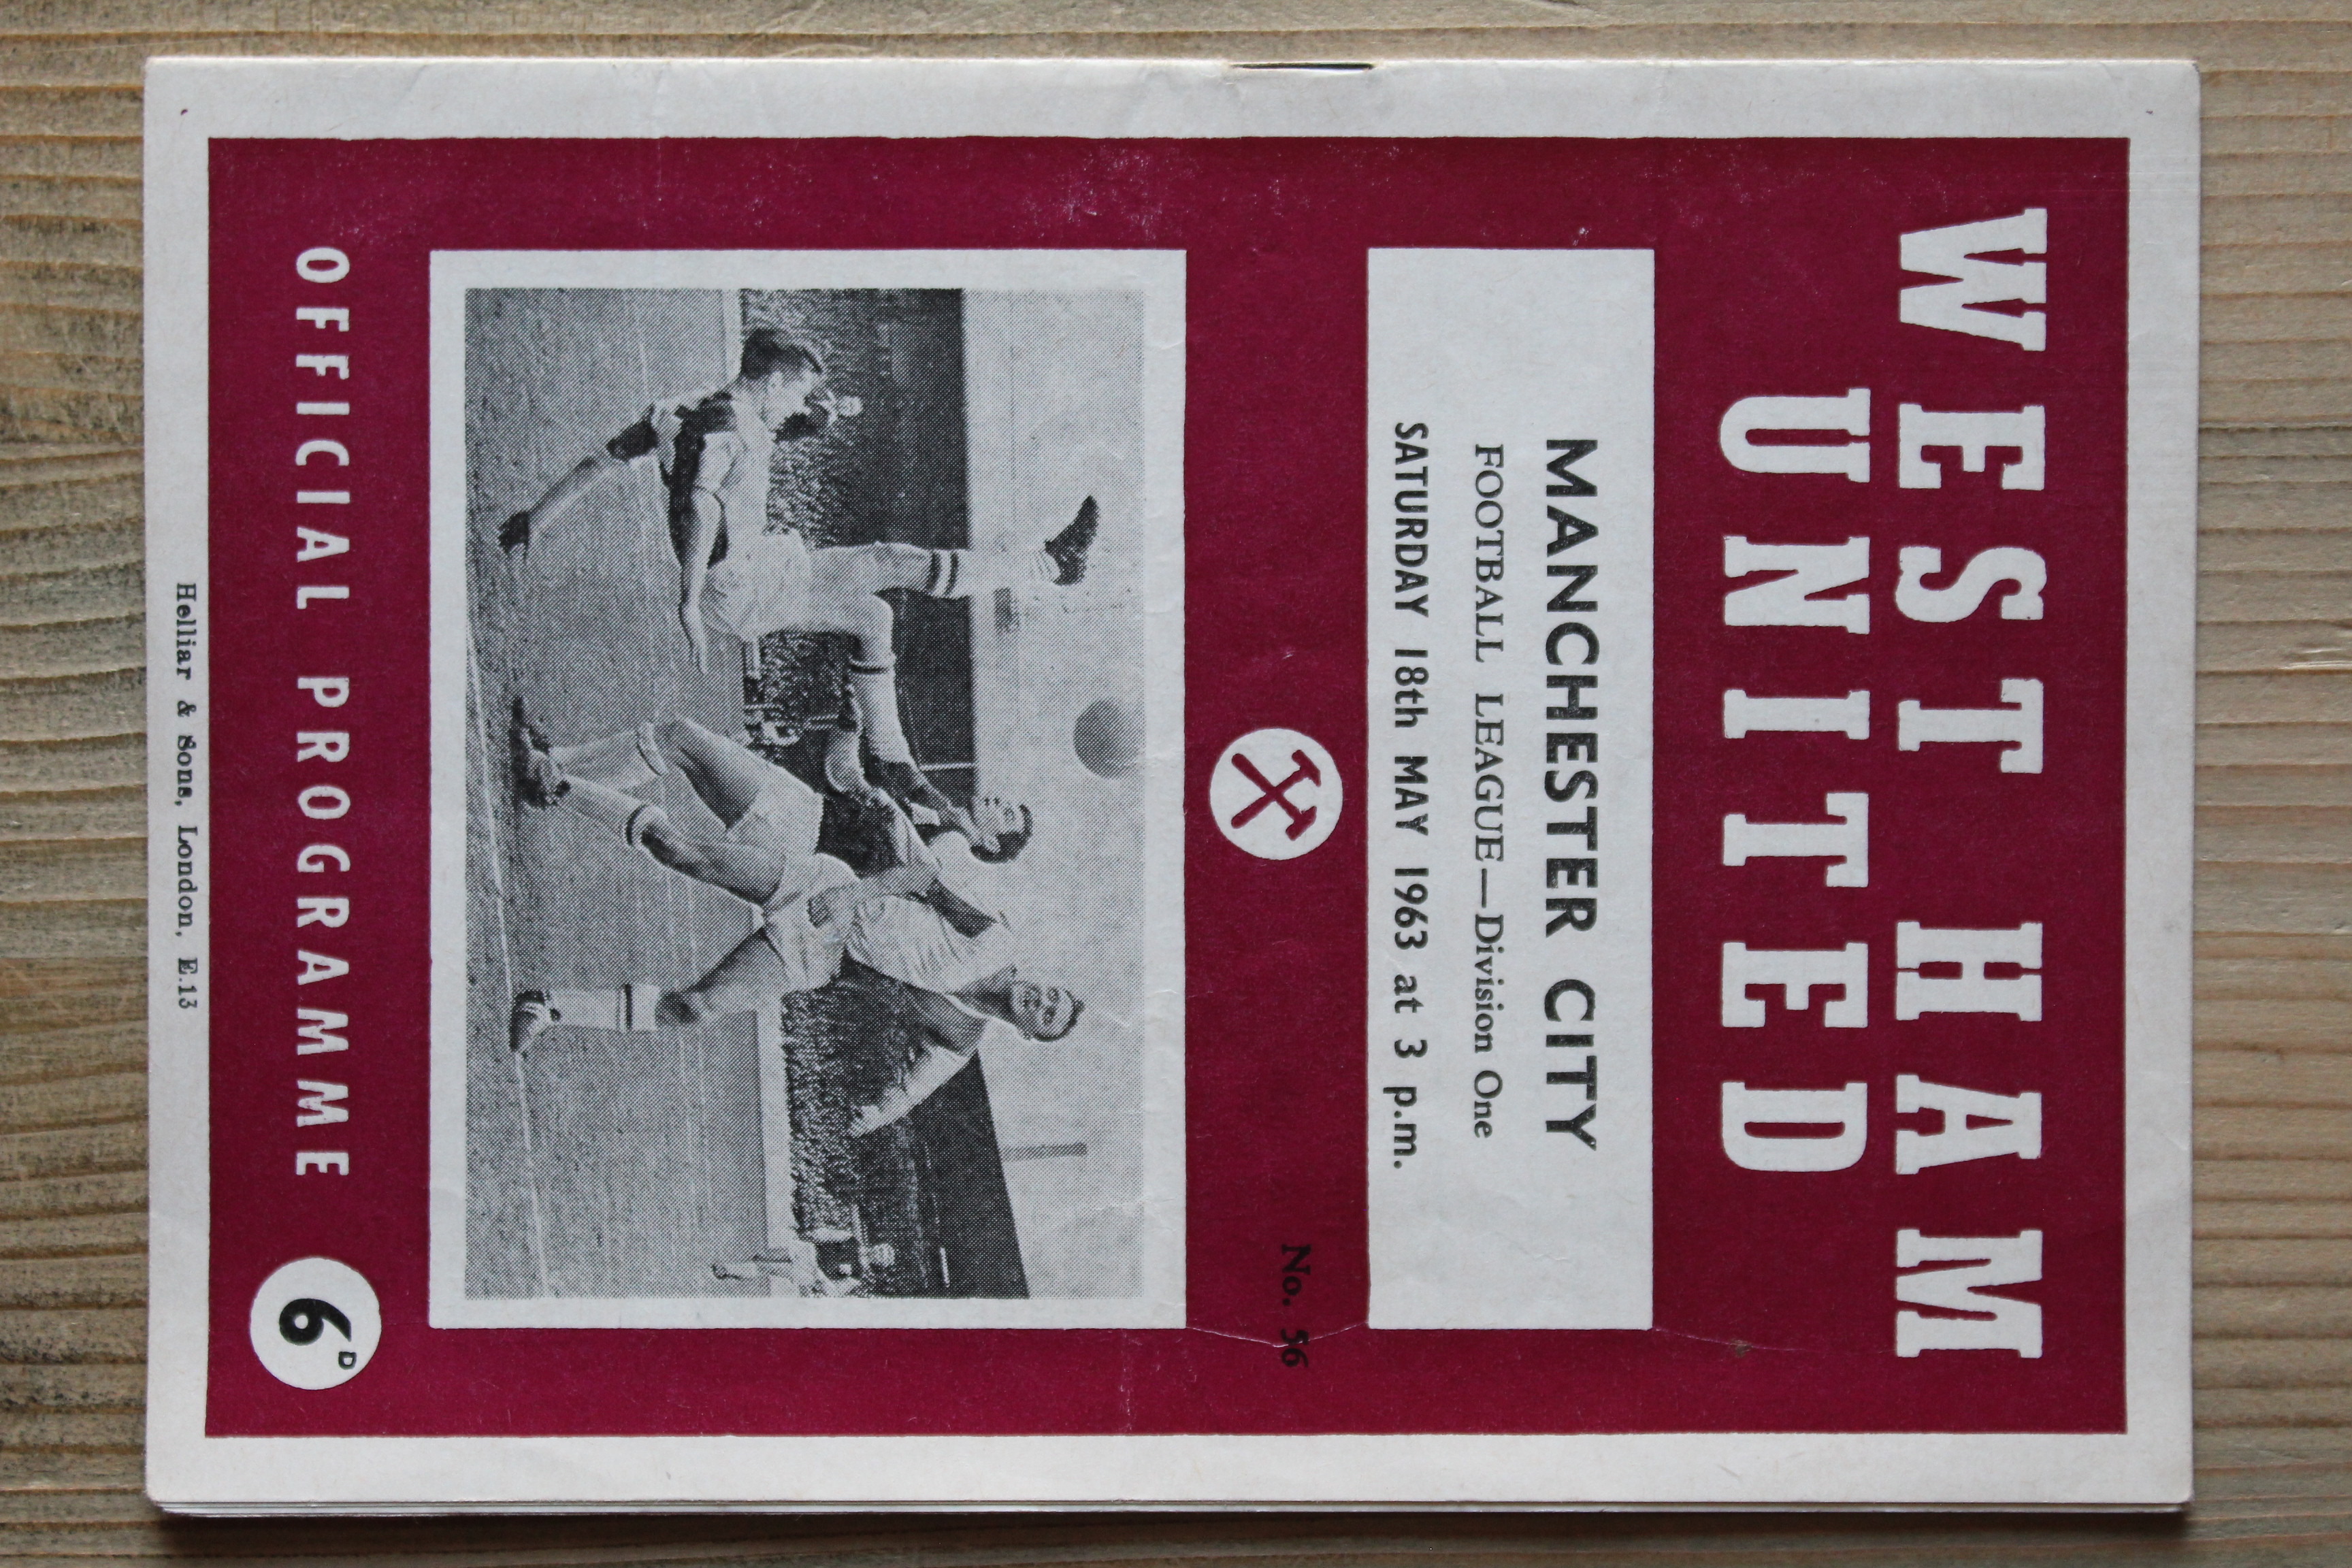 WEST HAM
UNITED
MANCHESTER CITY
FOOTBALL LEAGUE—Division One
SATURDAY 18th MAY 1963 at 3 p.m.
No. 56
OFFICIAL PROGRAMME
6D
Helliar & Sons, London, E.13